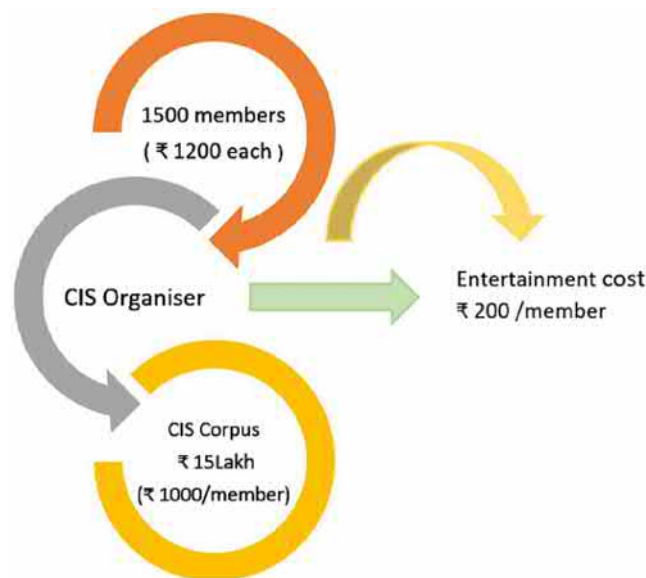 1500 members
( ₹ 1200 each )
CIS Organiser
Entertainment cost
₹ 200 /member
CIS Corpus
₹ 15Lakh
(₹ 1000/member)